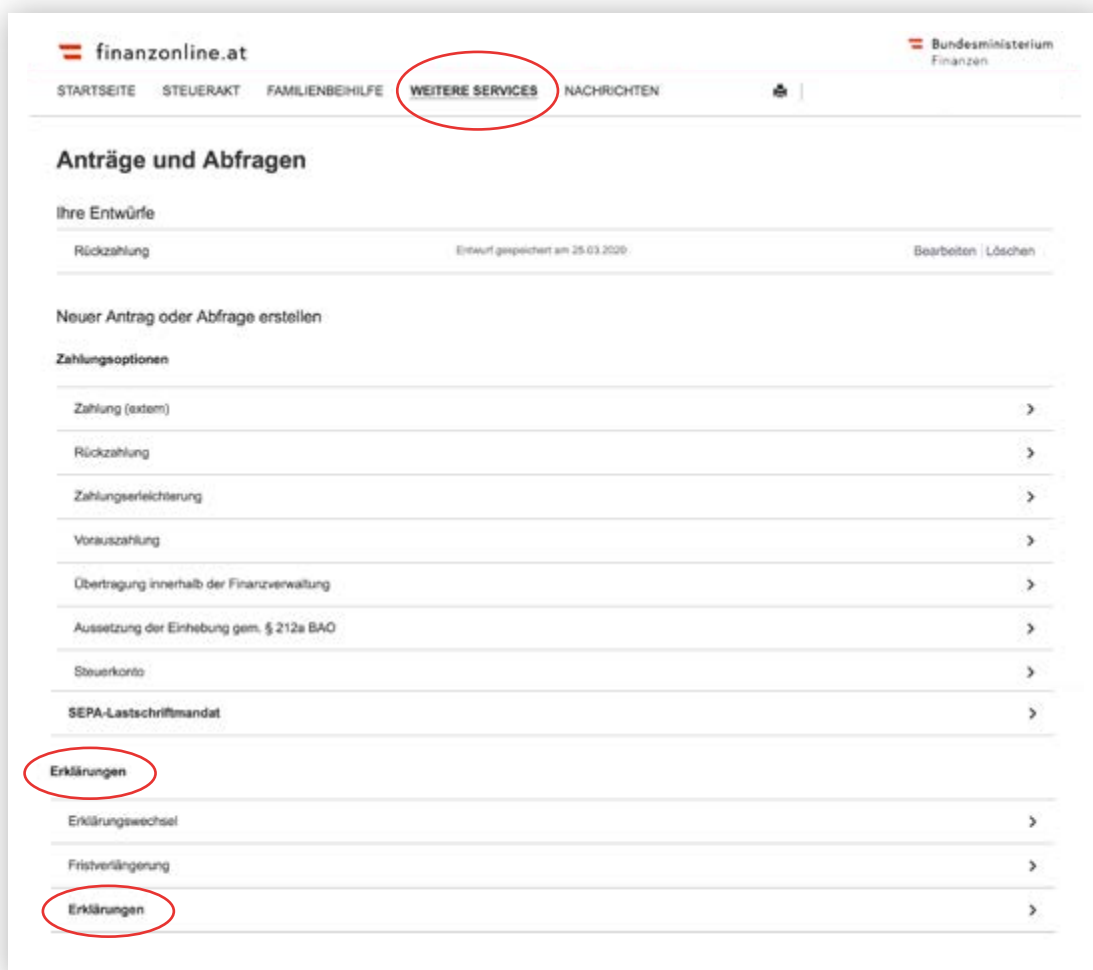 finanzonline.at
Bundesministerium
Finanzen
STARTSEITE STEUERAKT FAMILIENBEIHILFE WEITERE SERVICES NACHRICHTEN
Anträge und Abfragen
Ihre Entwürfe
Rückzahlung Entwurf gespeichert am 25.03.2020 Bearbeiten | Löschen
Neuer Antrag oder Abfrage erstellen
Zahlungsoptionen
Zahlung (extern)
Rückzahlung
Zahlungserleichterung
Vorauszahlung
Übertragung innerhalb der Finanzverwaltung
Aussetzung der Einhebung gem. § 212a BAO
Steuerkonto
SEPA-Lastschriftmandat
Erklärungen
Erklärungswechsel
Fristverlängerung
Erklärungen